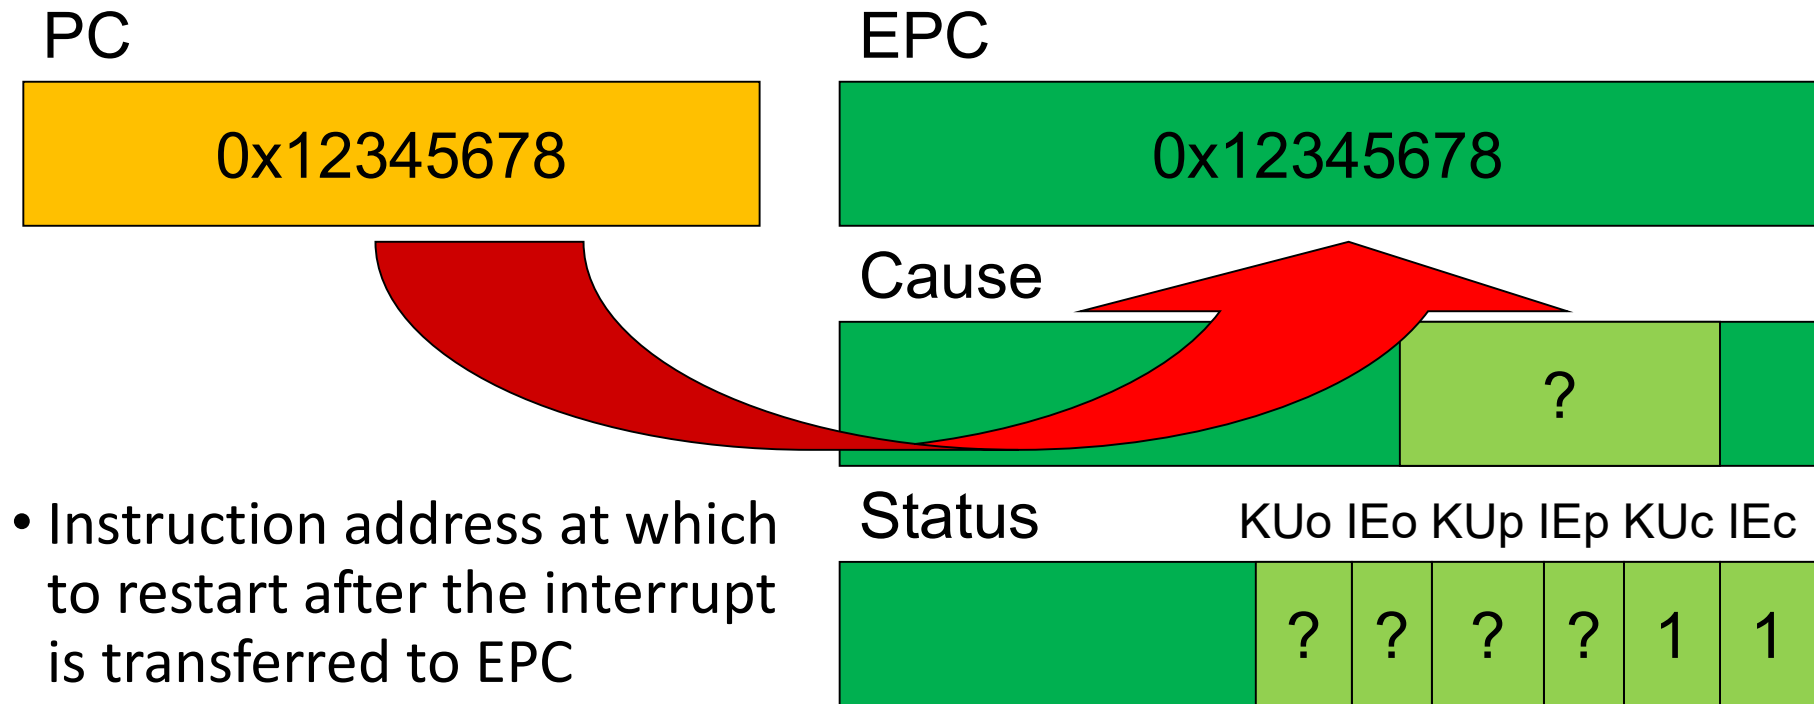 PC
EPC
0x12345678
0x12345678
Cause
?
• Instruction address at which
to restart after the interrupt
is transferred to EPC
Status
KUo IEo KUp IEp KUc IEc
? ? ? ? 1 1